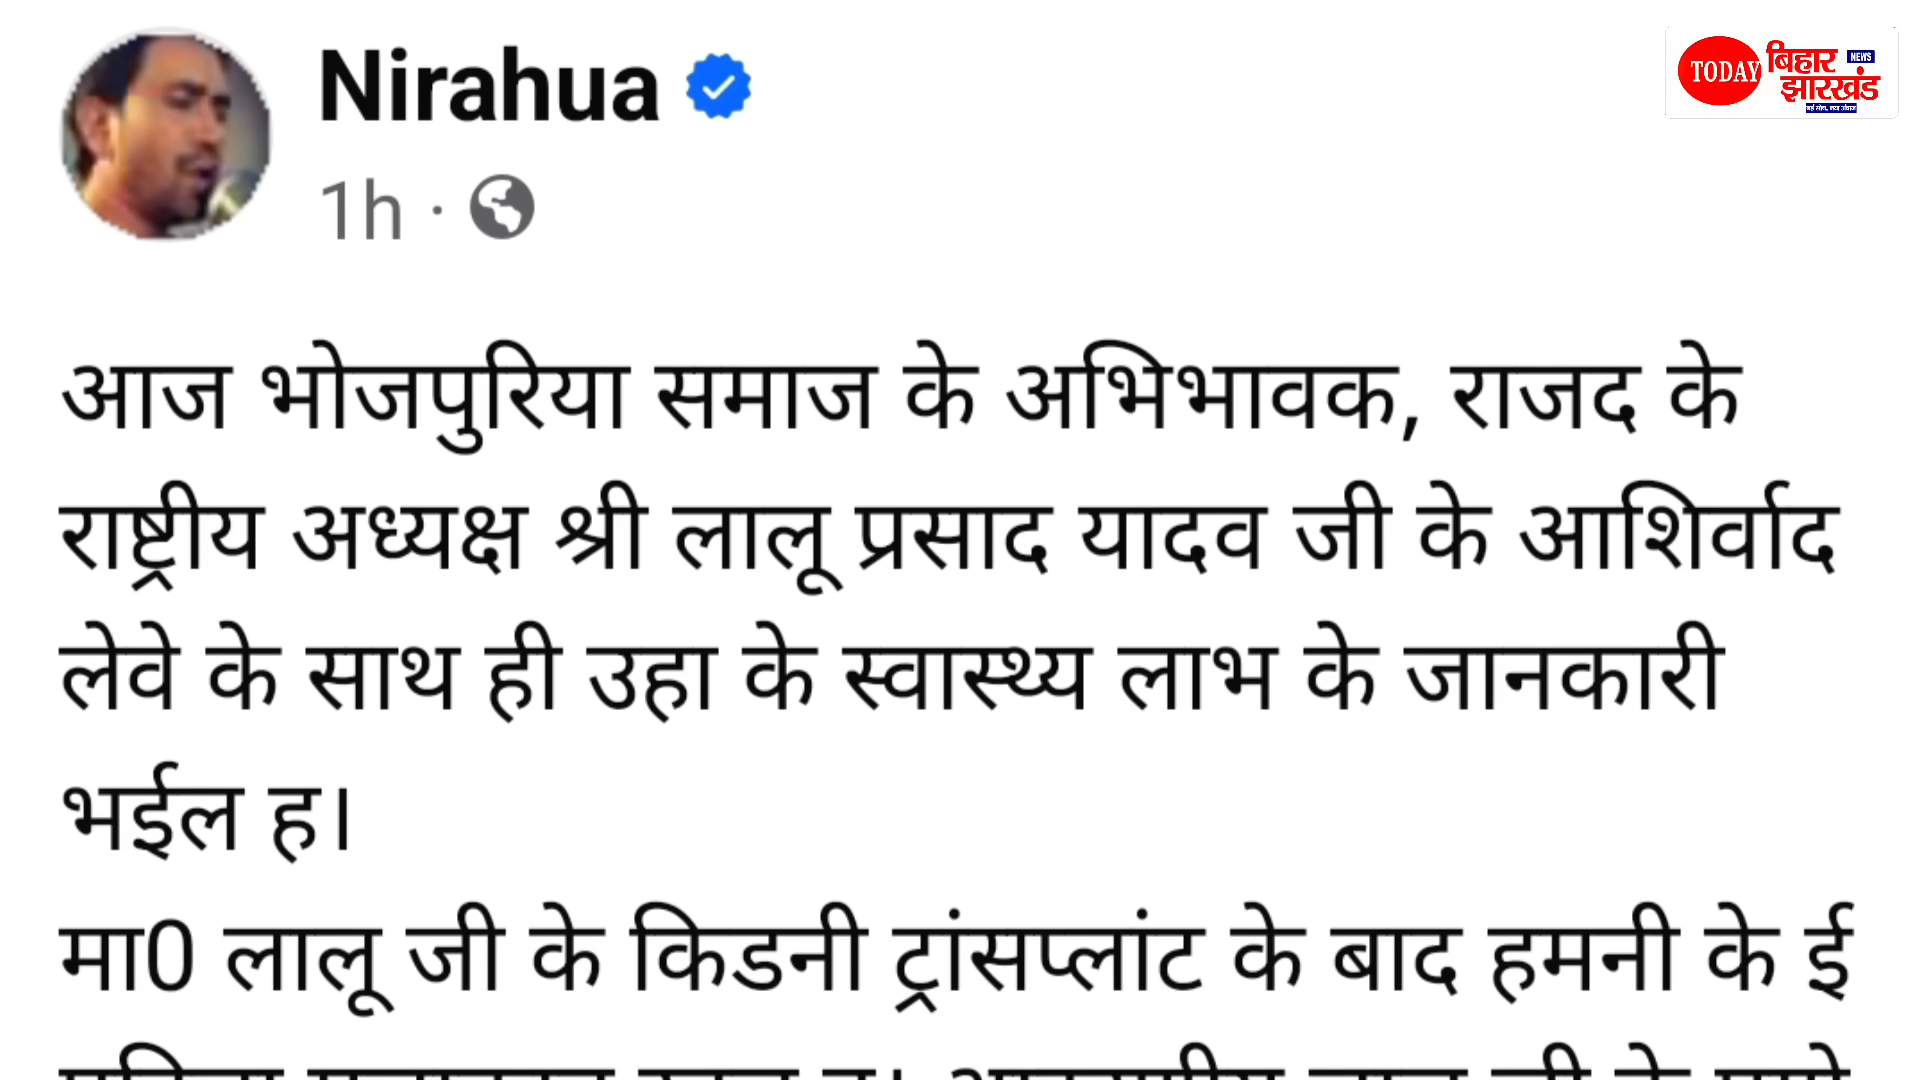 Nirahua
1h ·
TODAY बिहार NEWS
झारखंड
आज भोजपुरिया समाज के अभिभावक, राजद के
राष्ट्रीय अध्यक्ष श्री लालू प्रसाद यादव जी के आशिर्वाद
लेवे के साथ ही उहा के स्वास्थ्य लाभ के जानकारी
भईल ह।
मा0 लालू जी के किडनी ट्रांसप्लांट के बाद हमनी के ई